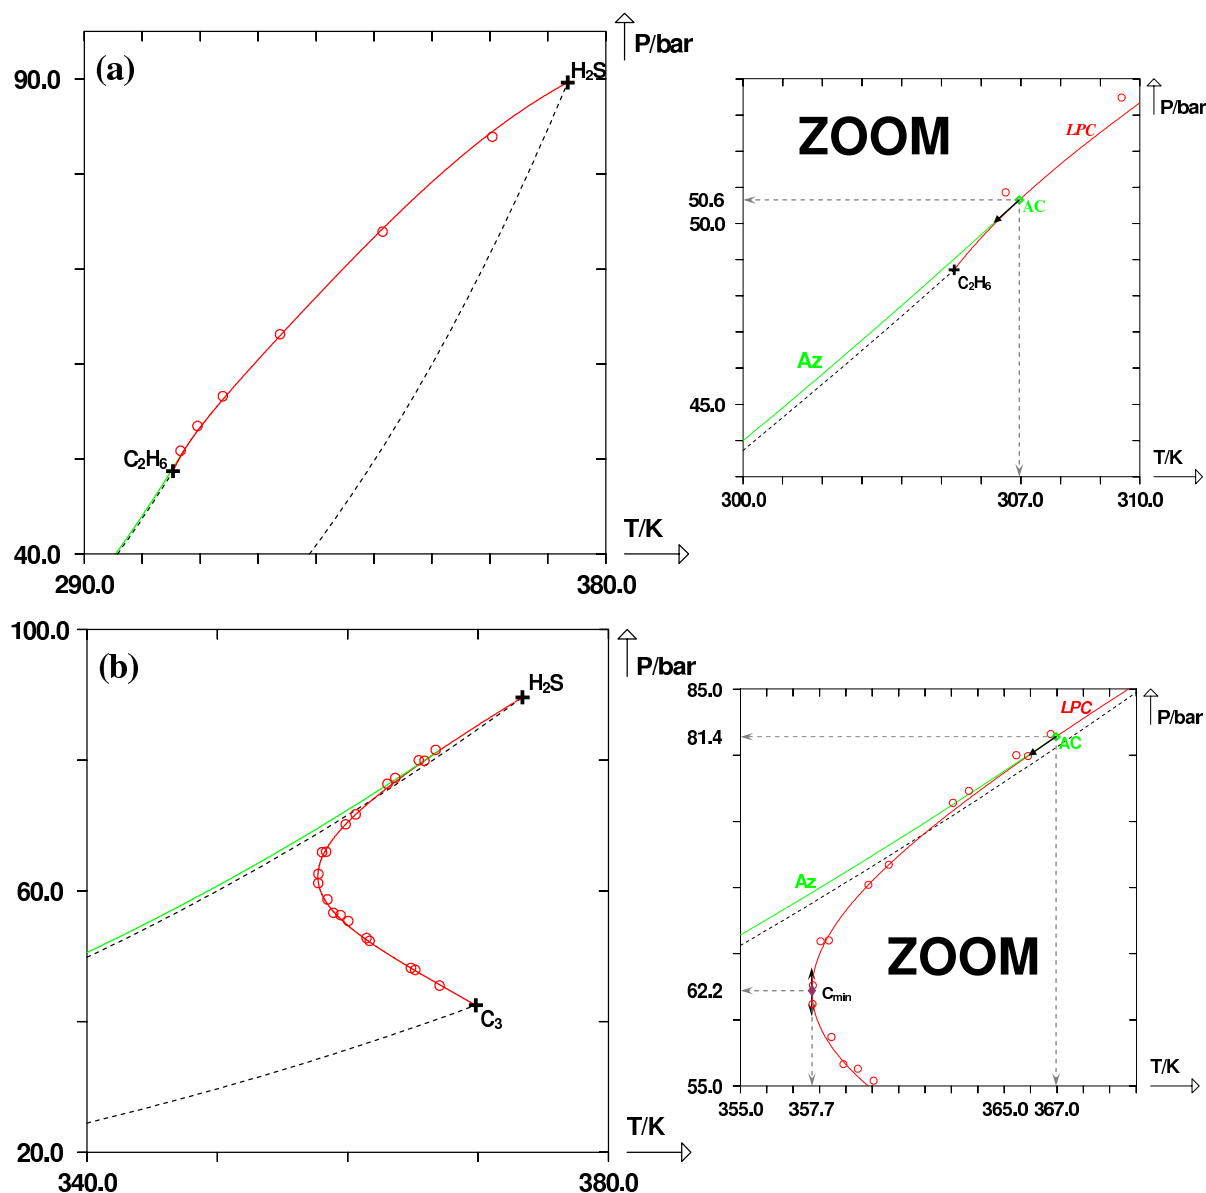 (a)
P/bar
90.0
H₂S
C₂H₆
40.0
290.0
380.0
T/K
ZOOM
P/bar
LPC
50.6
50.0
AC
C₂H₆
Az
45.0
T/K
300.0
307.0
310.0
100.0
(b)
P/bar
H₂S
60.0
C₃
20.0
340.0
380.0
T/K
85.0
LPC
P/bar
81.4
AC
Az
ZOOM
62.2
Cmin
55.0
T/K
355.0
357.7
365.0
367.0